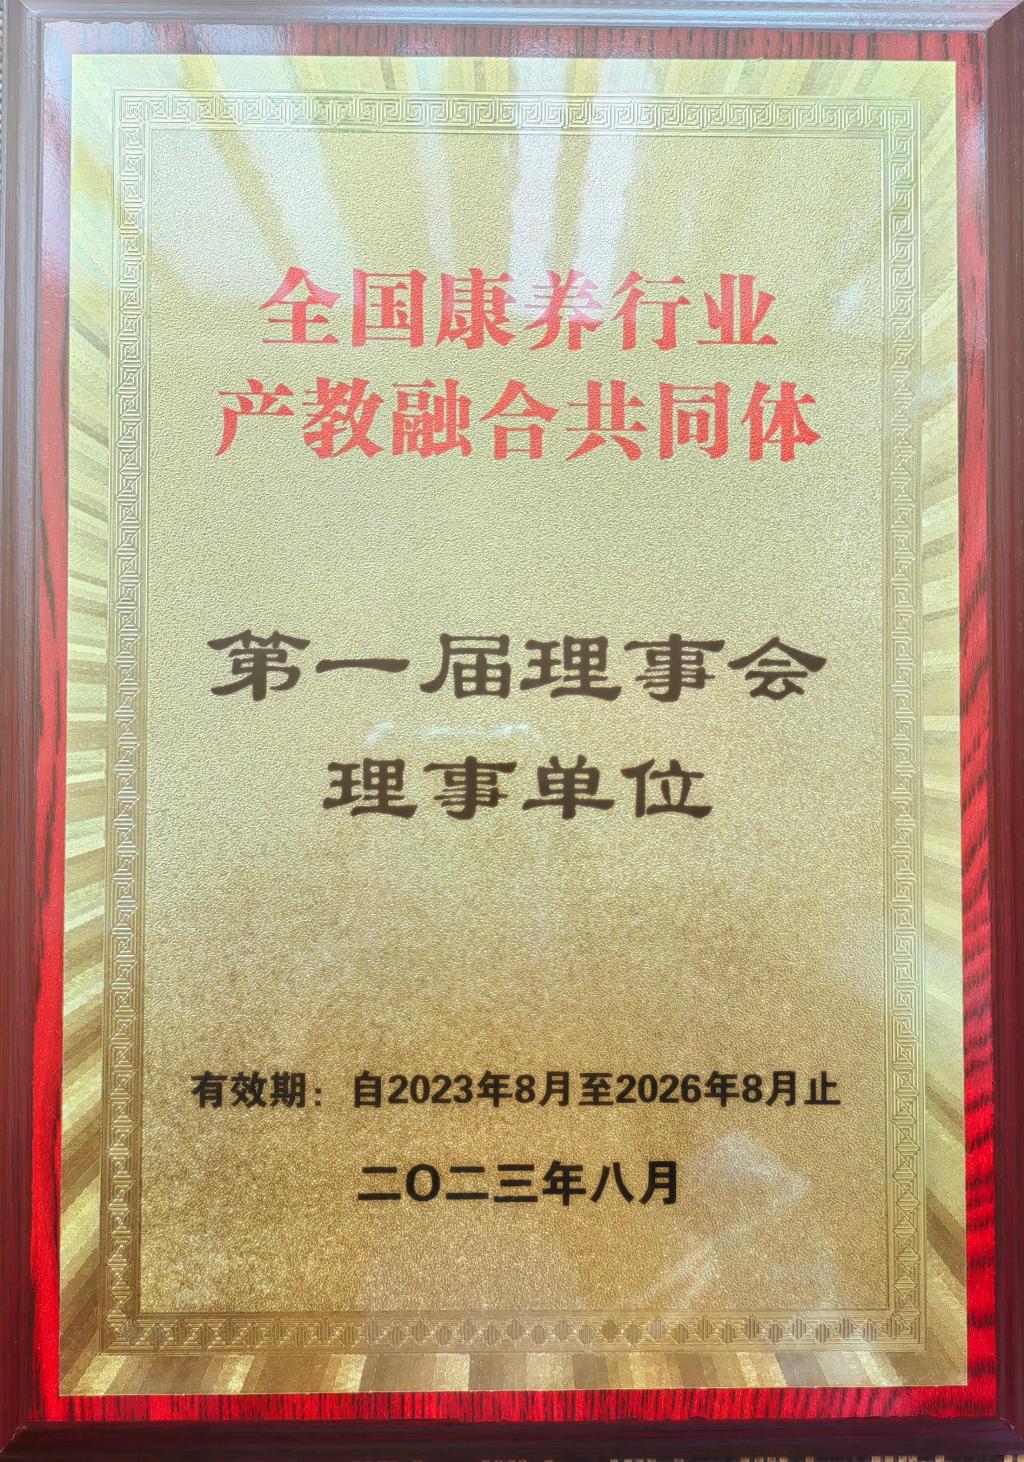 全国康养行业
产教融合共同体
第一届理事会
理事单位
有效期：自2023年8月至2026年8月止
二〇二三年八月